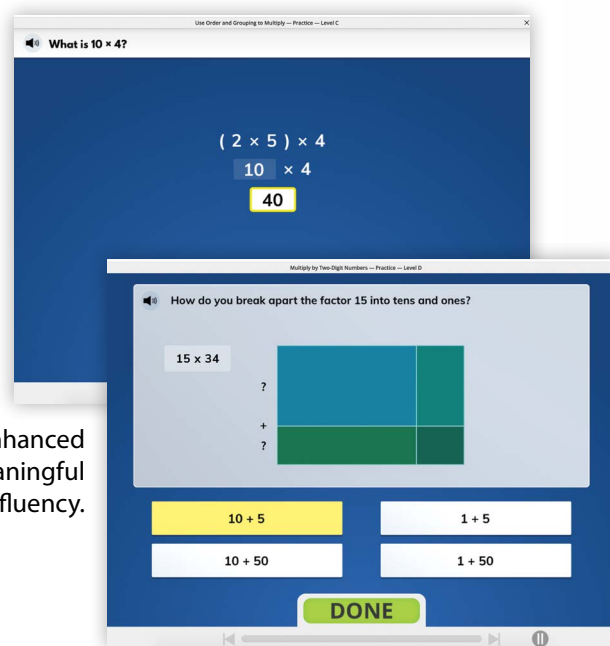 Use Order and Grouping to Multiply — Practice — Level C
What is 10 × 4?
( 2 × 5 ) × 4
10 × 4
40
Multiply by Two-Digit Numbers — Practice — Level D
How do you break apart the factor 15 into tens and ones?
15 x 34
?
+
?
fluency.
10 + 5
1 + 5
10 + 50
1 + 50
DONE